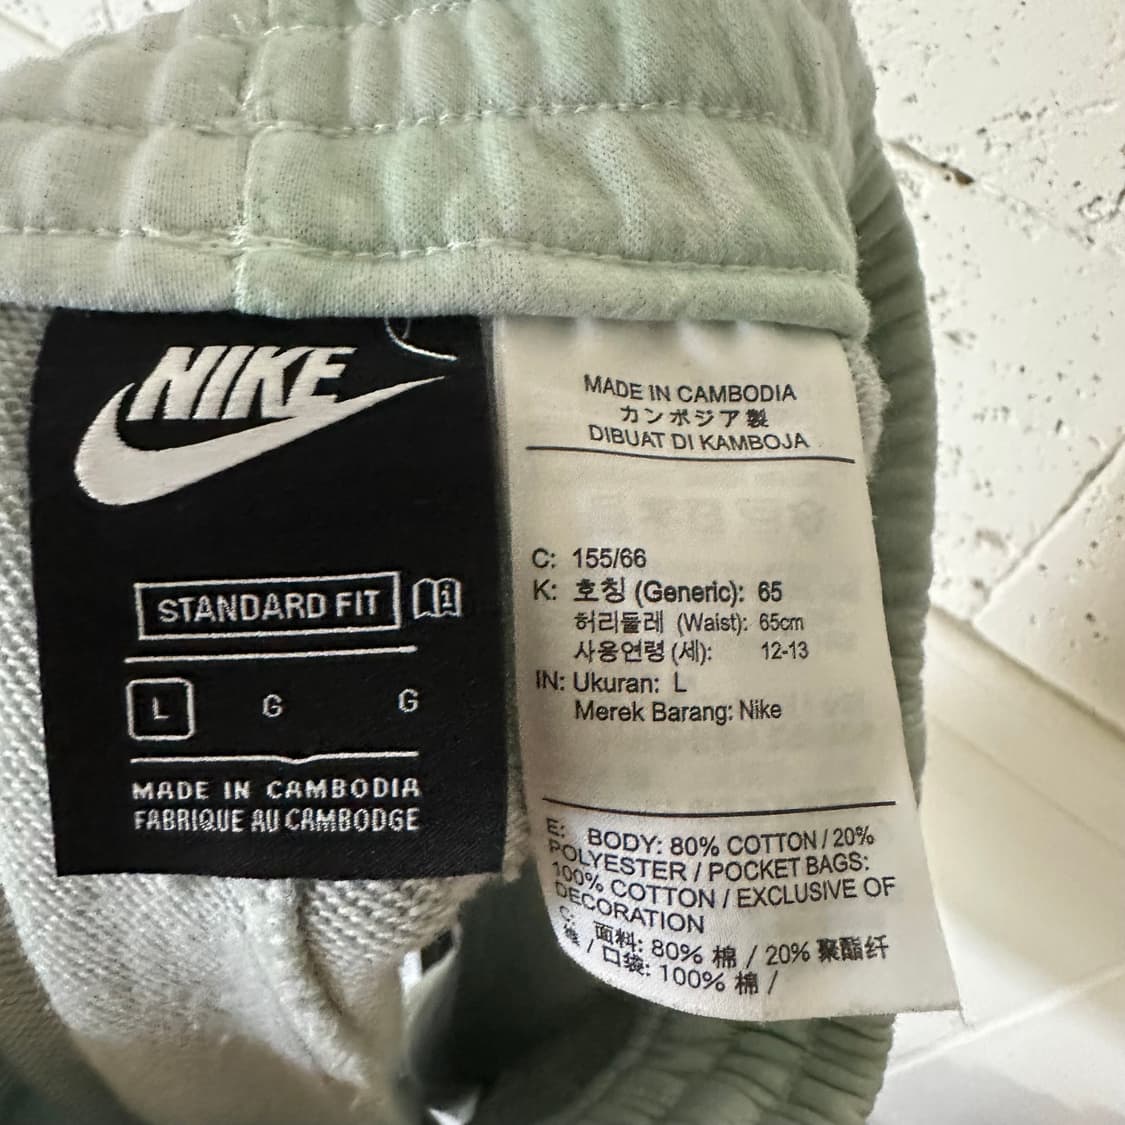 NIKE
STANDARD FIT
L G G
MADE IN CAMBODIA
FABRIQUE AU CAMBODGE
MADE IN CAMBODIA
カンボジア製
DIBUAT DI KAMBOJA
C: 155/66
K: 호칭 (Generic): 65
허리둘레 (Waist): 65cm
사용연령 (세): 12-13
IN: Ukuran: L
Merek Barang: Nike
E: BODY: 80% COTTON / 20%
POLYESTER / POCKET BAGS:
100% COTTON / EXCLUSIVE OF
DECORATION
C: 面料: 80% 棉 / 20% 聚酯纤
维 / 口袋: 100% 棉 /